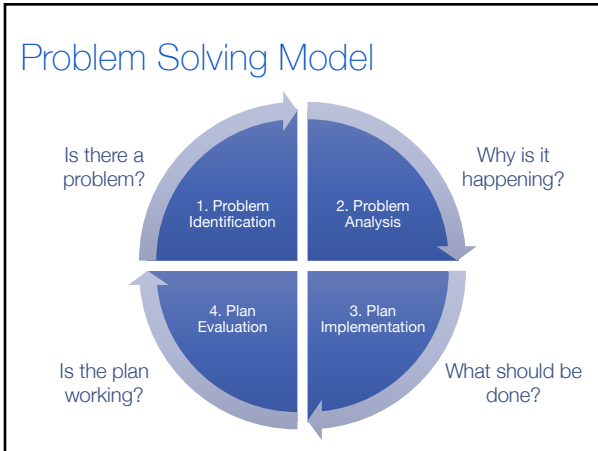 Problem Solving Model
Is there a
problem?
1. Problem
Identification
2. Problem
Analysis
Why is it
happening?
4. Plan
Evaluation
3. Plan
Implementation
Is the plan
working?
What should be
done?